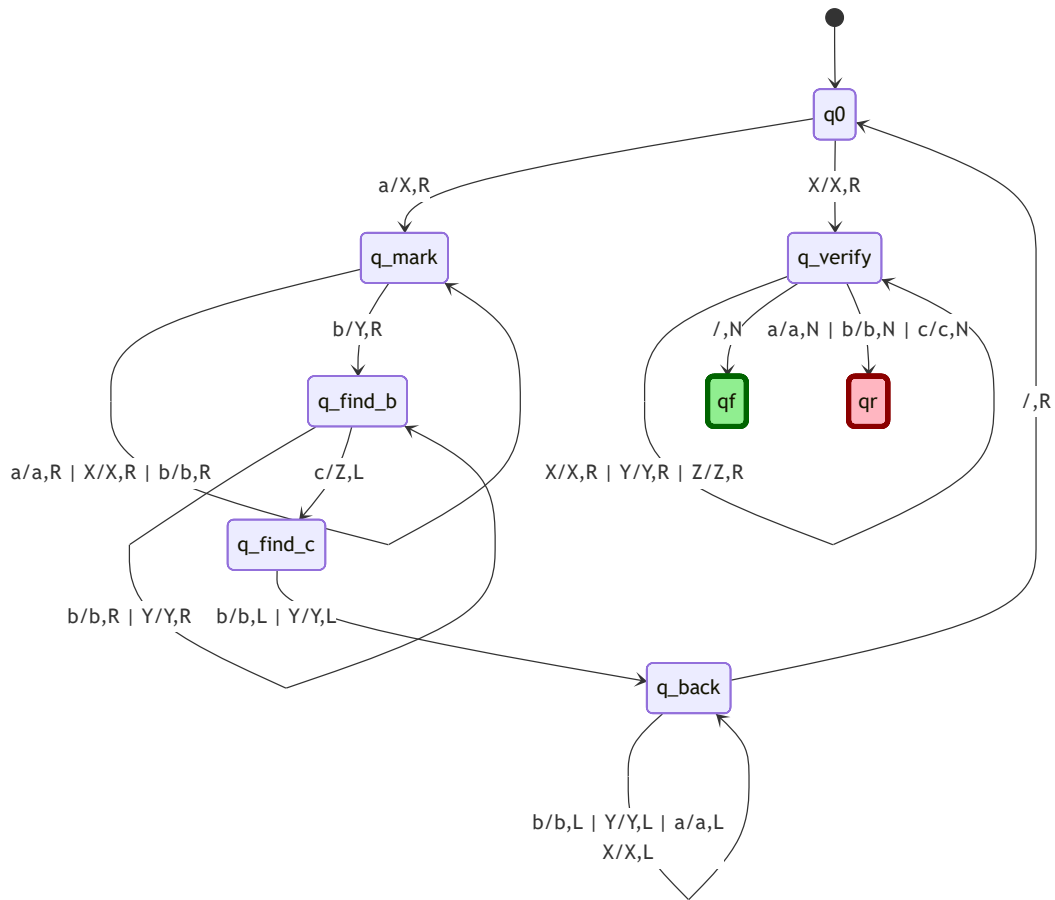 q0
a/X,R
X/X,R
q_mark
q_verify
b/Y,R
/,N
a/a,N | b/b,N | c/c,N
q_find_b
qf
qr
/,R
a/a,R | X/X,R | b/b,R
c/Z,L
X/X,R | Y/Y,R | Z/Z,R
q_find_c
b/b,R | Y/Y,R
b/b,L | Y/Y,L
q_back
b/b,L | Y/Y,L | a/a,L
X/X,L